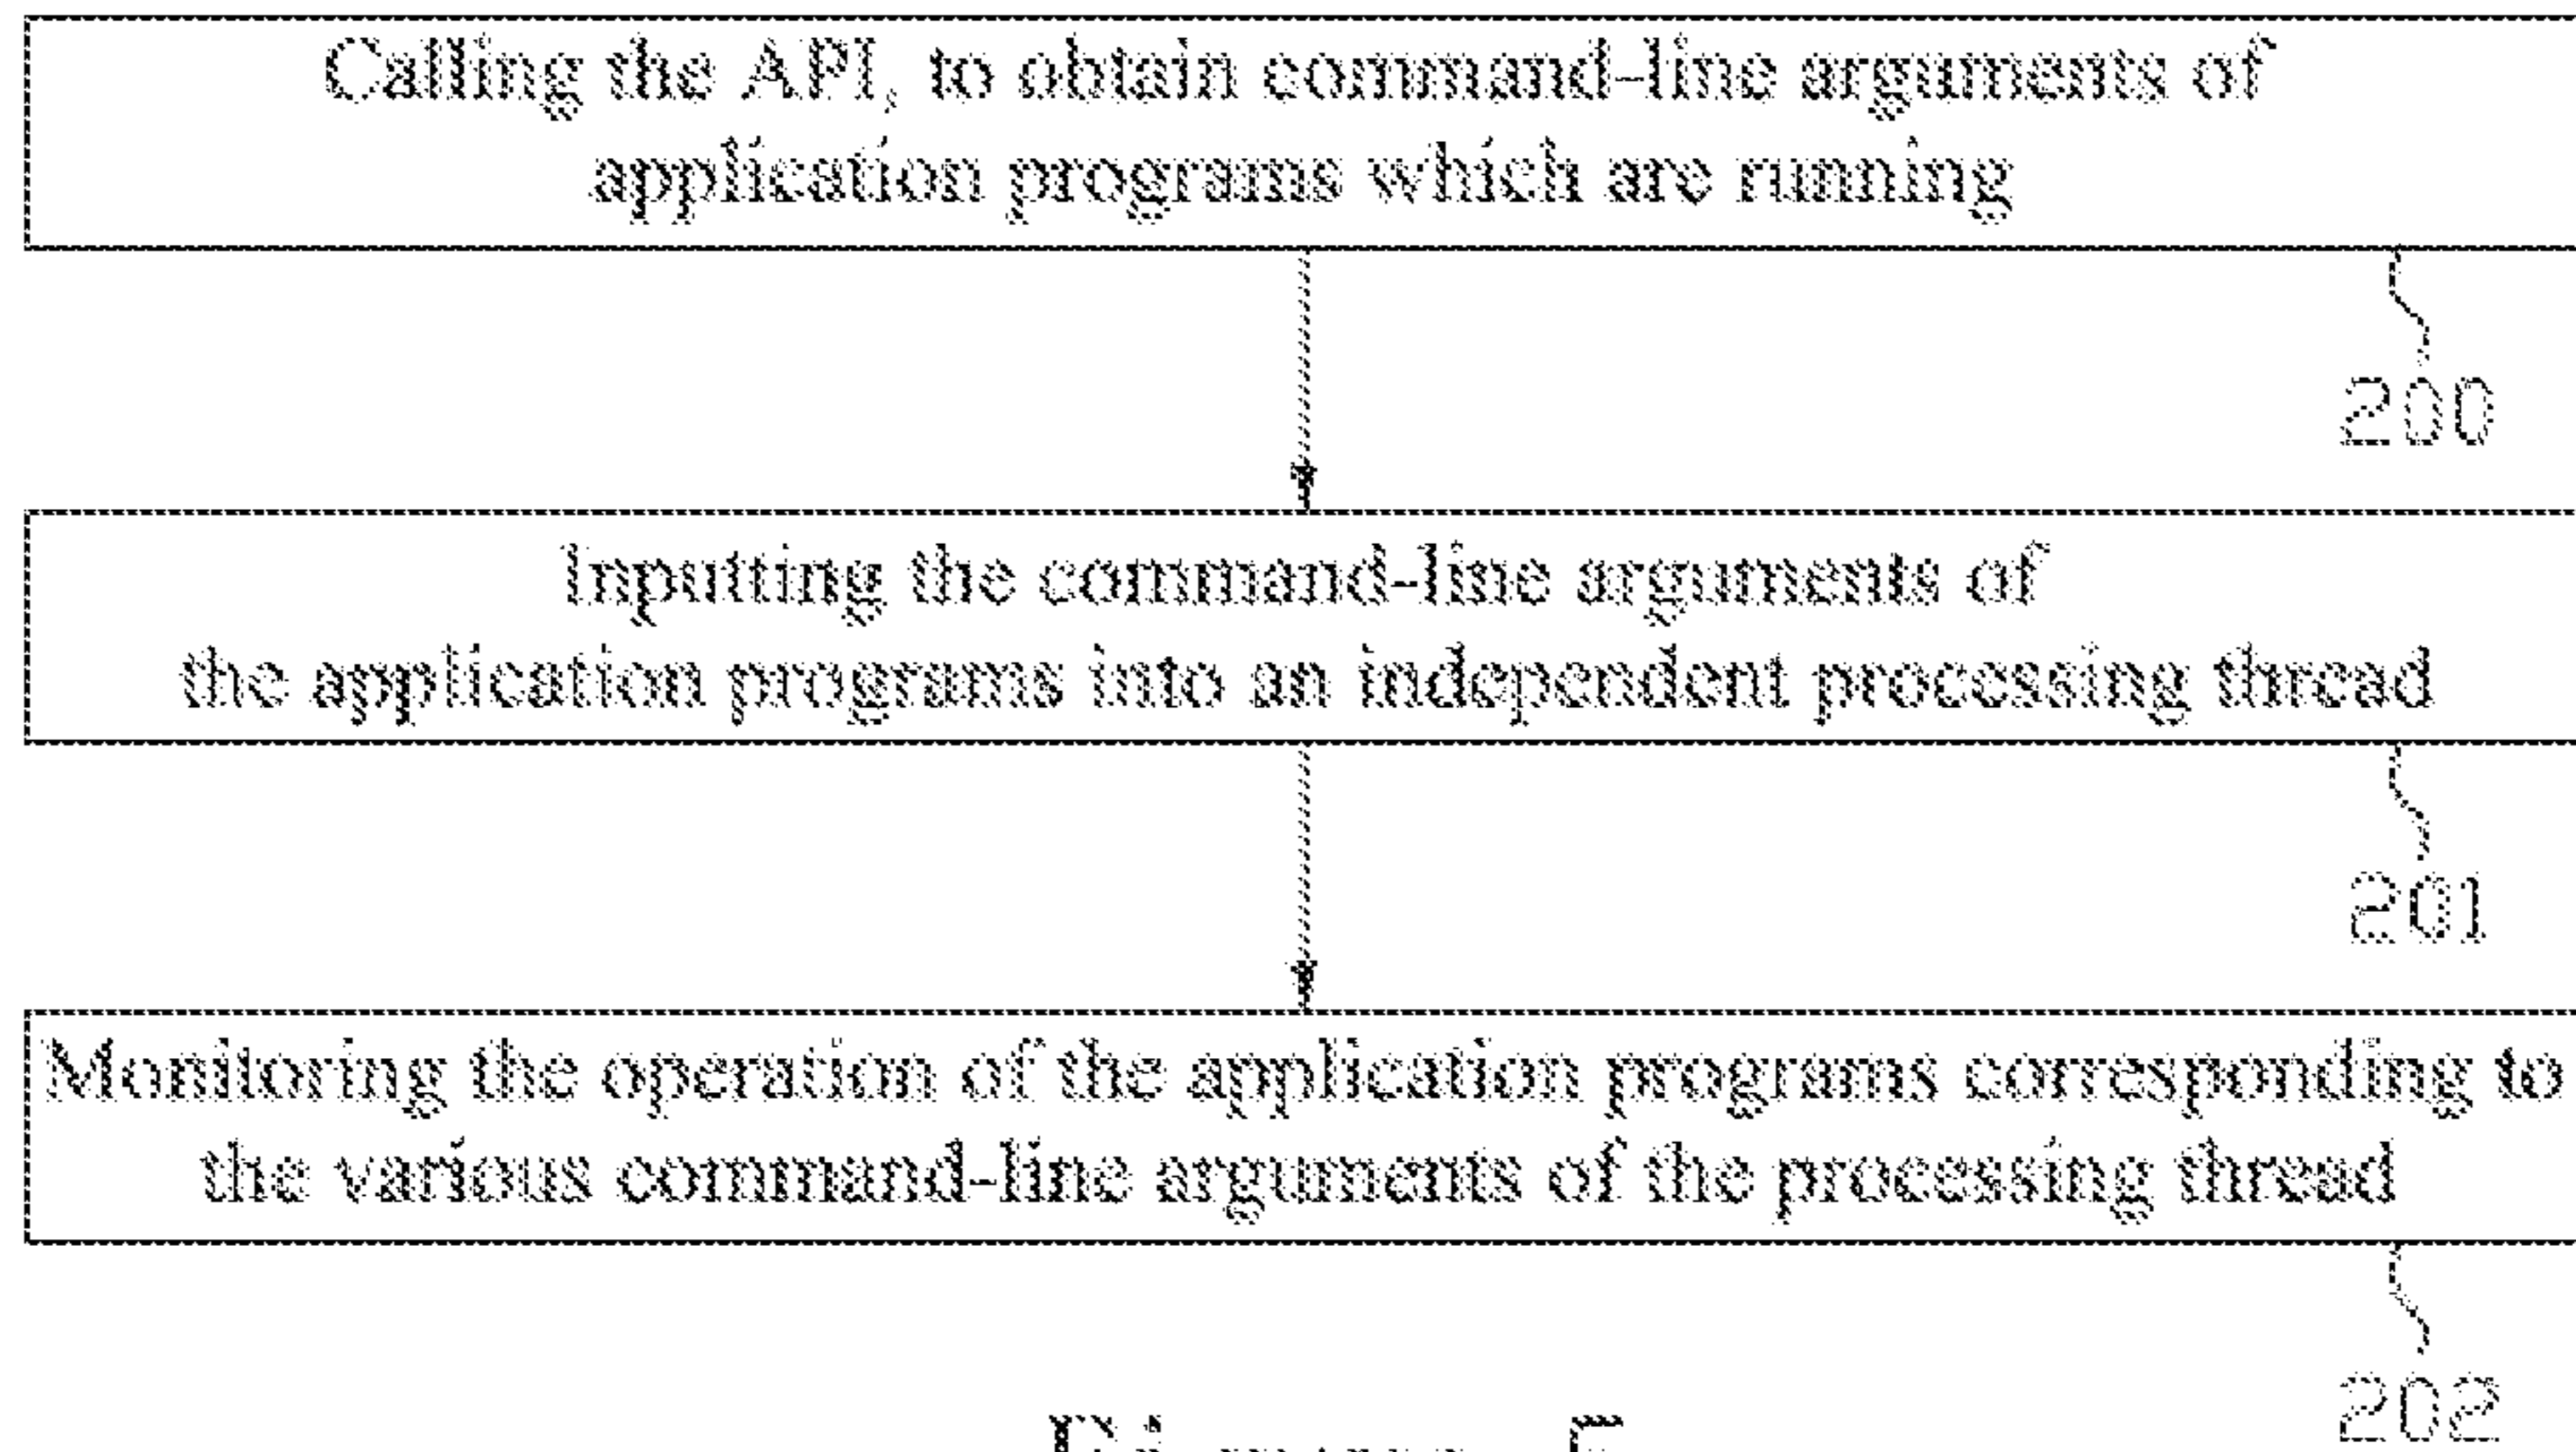 Calling the API, to obtain command-line arguments of
application programs which are running
200
Inputting the command-line arguments of
the application programs into an independent processing thread
201
Monitoring the operation of the application programs corresponding to
the various command-line arguments of the processing thread
202